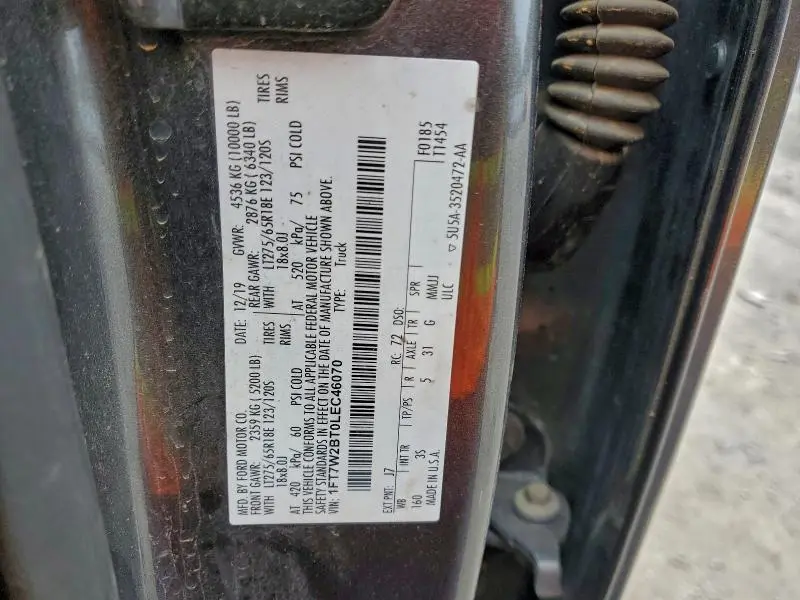 MFD. BY FORD MOTOR CO.
DATE: 12/19 GVWR: 4536 KG (10000 LB)
FRONT GAWR: 2359 KG ( 5200 LB) REAR GAWR: 2876 KG ( 6340 LB)
WITH LT275/65R18E 123/120S TIRES WITH LT275/65R18E 123/120S TIRES
18x8.0J RIMS 18x8.0J RIMS
AT 420 kPa/ 60 PSI COLD AT 520 kPa/ 75 PSI COLD
THIS VEHICLE CONFORMS TO ALL APPLICABLE FEDERAL MOTOR VEHICLE
SAFETY STANDARDS IN EFFECT ON THE DATE OF MANUFACTURE SHOWN ABOVE.
VIN: 1FT7W2BT0LEC46070 TYPE: Truck
F0185
T1454
EXT PNT: J7 RC: 72 DSO:
WB INT TR TP/PS R AXLE TR SPR
160 3S 5 31 G MMJJ
MADE IN U.S.A. ULC
▽ SU5A-3520472-AA